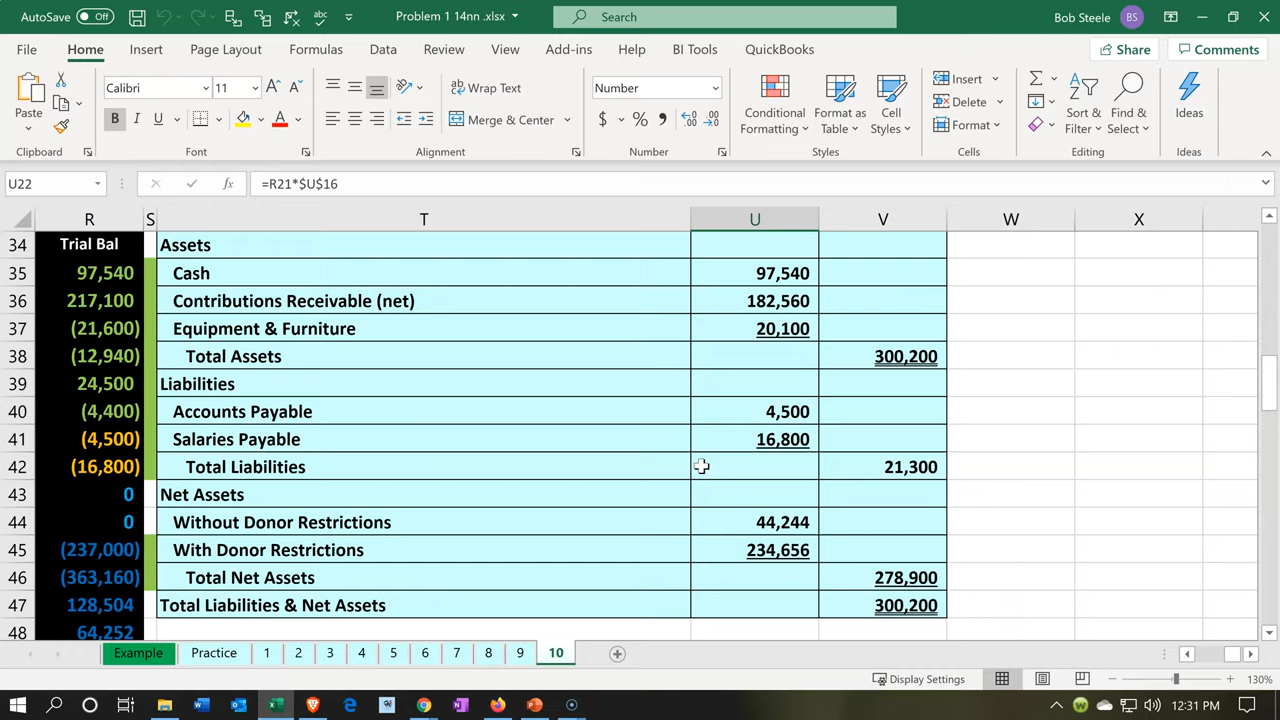 AutoSave Off Problem 1 14nn .xlsx Search Bob Steele BS
File Home Insert Page Layout Formulas Data Review View Add-ins Help BI Tools QuickBooks Share Comments
Calibri 11 Wrap Text Number Insert
Paste Conditional Formatting Format as Table Cell Styles Delete Sort & Filter Find & Select Ideas
B I U Merge & Center $ % Format
Clipboard Font Alignment Number Styles Cells Editing Ideas
U22 fx =R21*$U$16
R S T U V W X
34 Trial Bal Assets
35 97,540 Cash 97,540
36 217,100 Contributions Receivable (net) 182,560
37 (21,600) Equipment & Furniture 20,100
38 (12,940) Total Assets 300,200
39 24,500 Liabilities
40 (4,400) Accounts Payable 4,500
41 (4,500) Salaries Payable 16,800
42 (16,800) Total Liabilities 21,300
43 0 Net Assets
44 0 Without Donor Restrictions 44,244
45 (237,000) With Donor Restrictions 234,656
46 (363,160) Total Net Assets 278,900
47 128,504 Total Liabilities & Net Assets 300,200
48 64,252
Example Practice 1 2 3 4 5 6 7 8 9 10
Display Settings 130%
12:31 PM